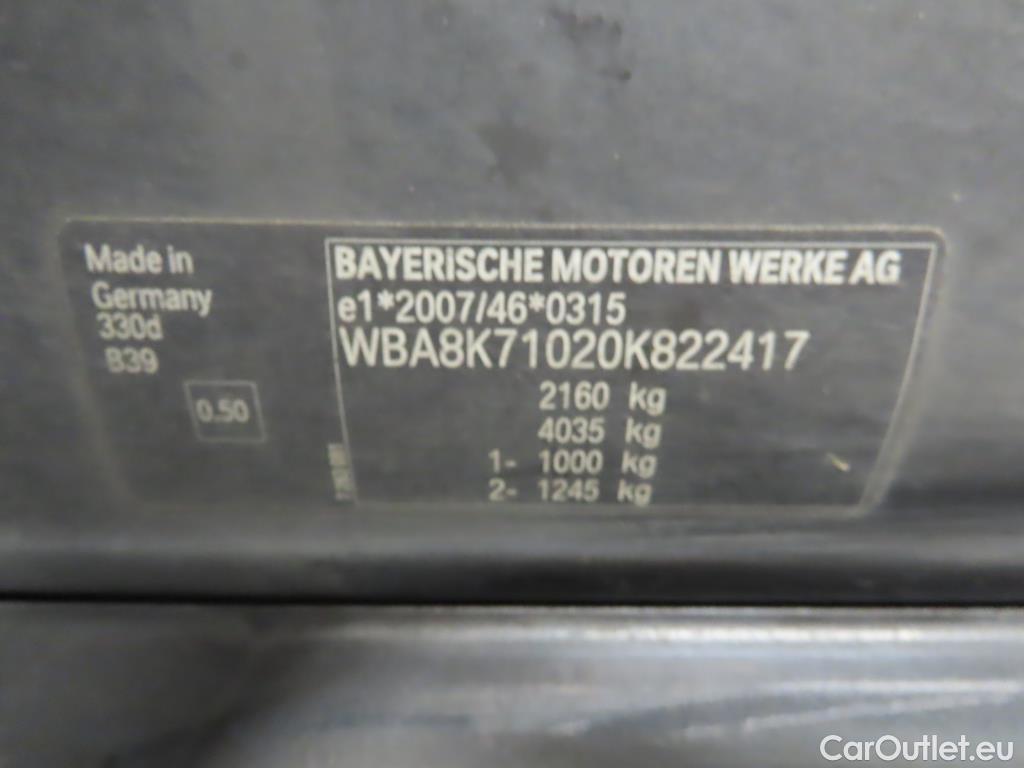 Made in
Germany
330d
B39
0.50
BAYERiSCHE MOTOREN WERKE AG
e1*2007/46*0315
WBA8K71020K822417
2160 kg
4035 kg
1- 1000 kg
2- 1245 kg
CarOutlet.eu